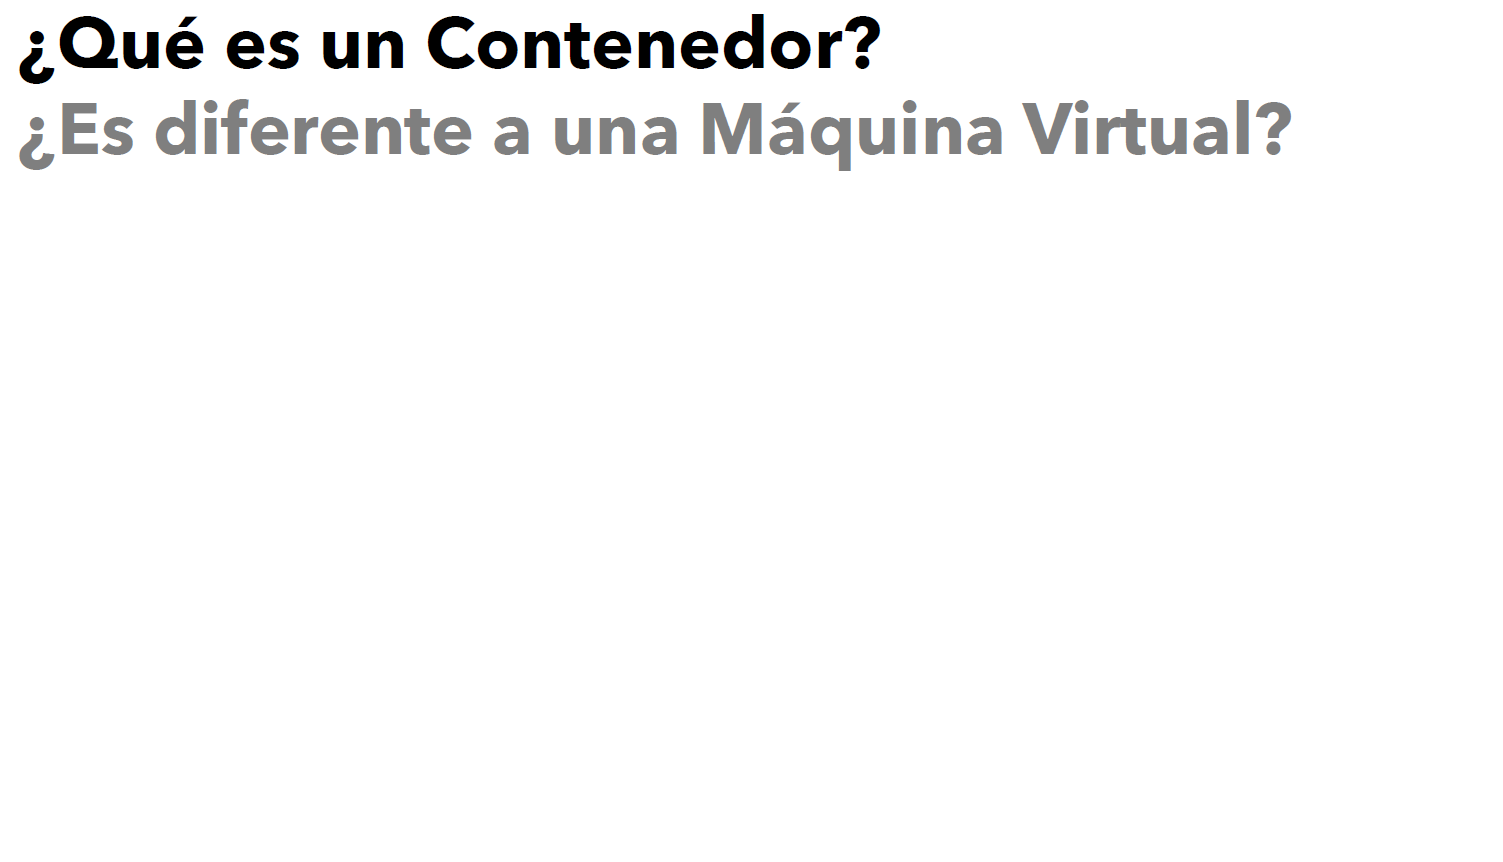 ¿Qué es un Contenedor?
¿Es diferente a una Máquina Virtual?